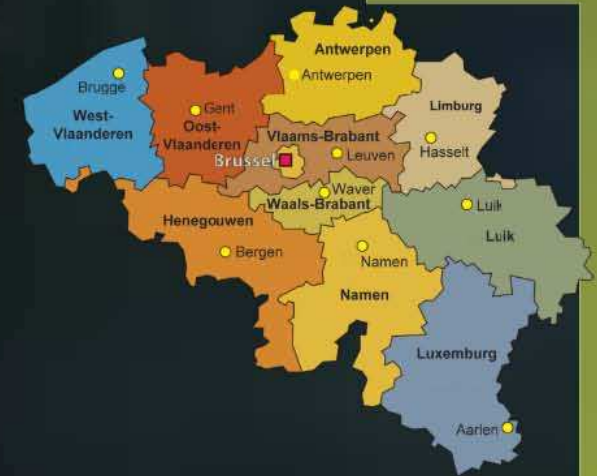 Antwerpen
Antwerpen
Brugge
West-
Vlaanderen
Gent
Oost-
Vlaanderen
Limburg
Hasselt
Vlaams-Brabant
Brussel
Leuven
Waver
Waals-Brabant
Henegouwen
Bergen
Luik
Luik
Namen
Namen
Luxemburg
Aarlen